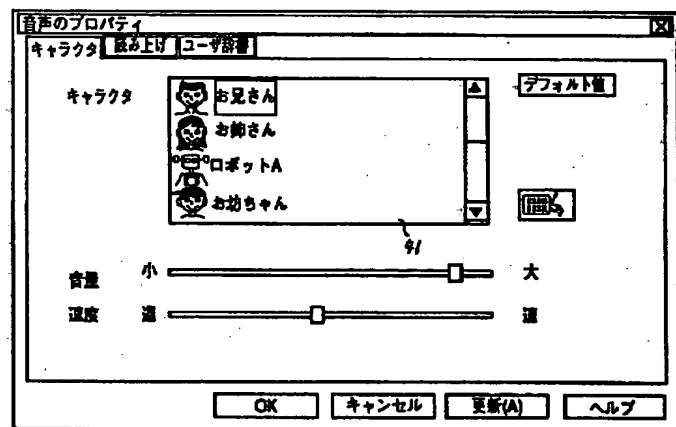 音声のプロパティ
キャラクタ 読み上げ ユーザ辞書
キャラクタ
お兄さん
デフォルト値
お姉さん
ロボットA
お坊ちゃん
41
音量 小 大
速度 遅 速
OK キャンセル 更新(A) ヘルプ